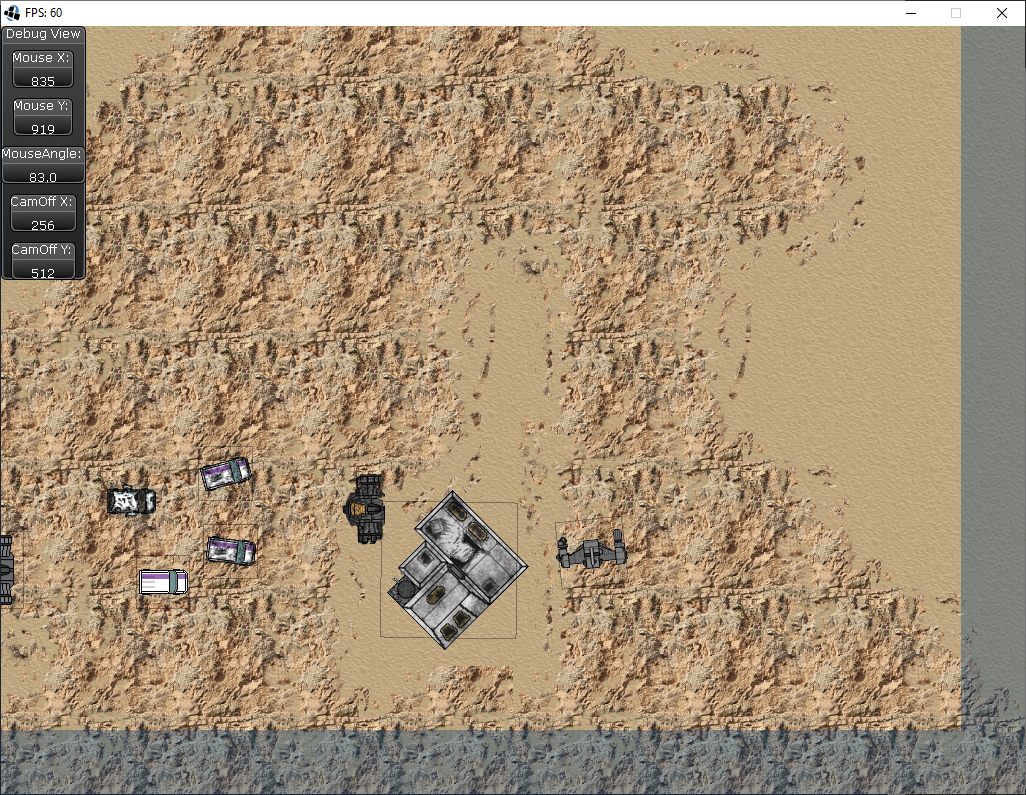 FPS: 60
Debug View
Mouse X:
835
Mouse Y:
919
MouseAngle:
83.0
CamOff X:
256
CamOff Y:
512